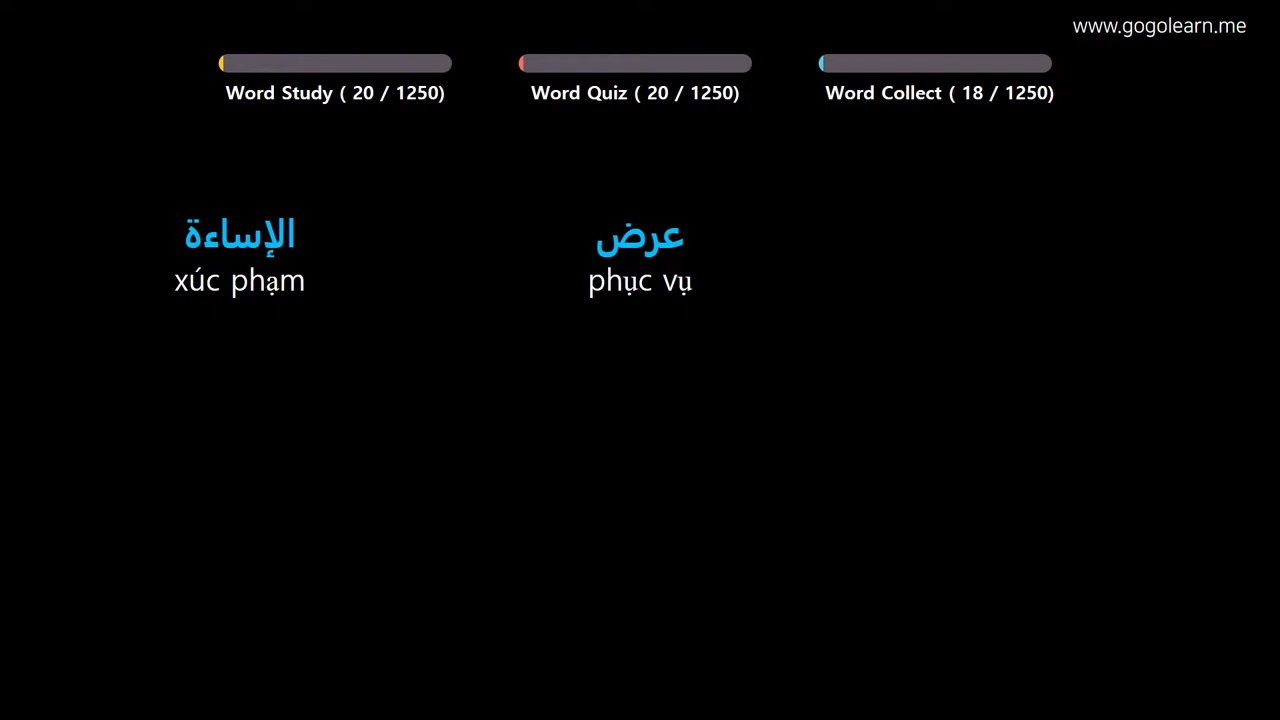 www.gogolearn.me
Word Study ( 20 / 1250)
Word Quiz ( 20 / 1250)
Word Collect ( 18 / 1250)
الإساءة
xúc phạm
عرض
phục vụ